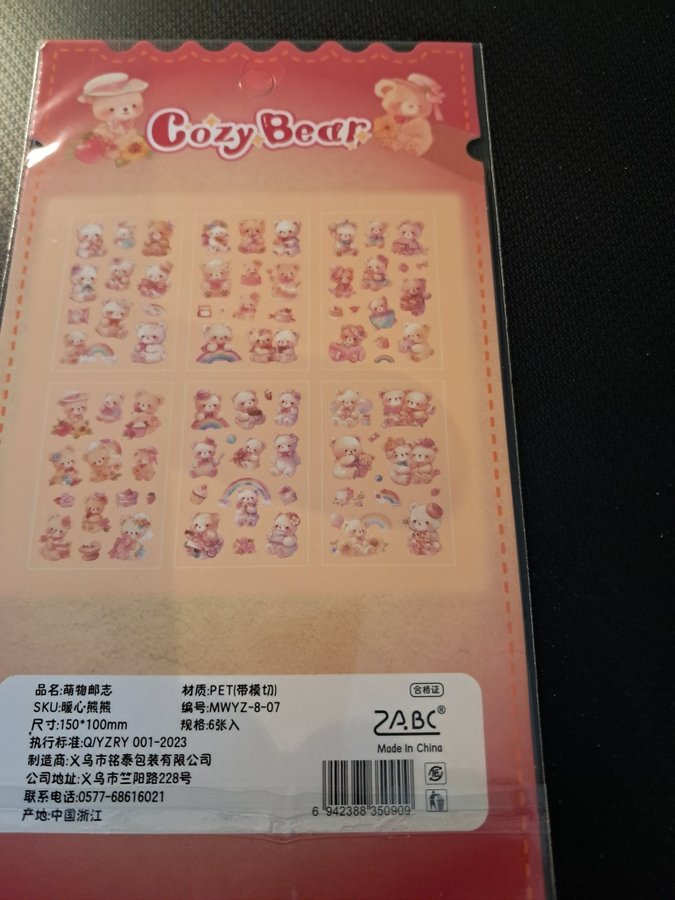 Cozy Bear
品名:萌物邮志
材质:PET(带模切)
合格证
SKU:暖心熊熊
编号:MWYZ-8-07
ZABC®
尺寸:150*100mm
规格:6张入
执行标准:Q/YZRY 001-2023
Made In China
制造商:义乌市铭泰包装有限公司
公司地址:义乌市竺阳路228号
联系电话:0577-68616021
产地:中国浙江
6 942388 350909